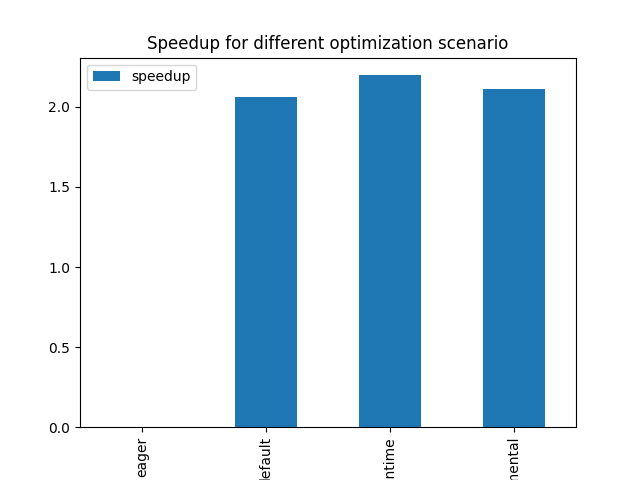 Speedup for different optimization scenario
speedup
2.0
1.5
1.0
0.5
0.0
eager
default
ntime
mental